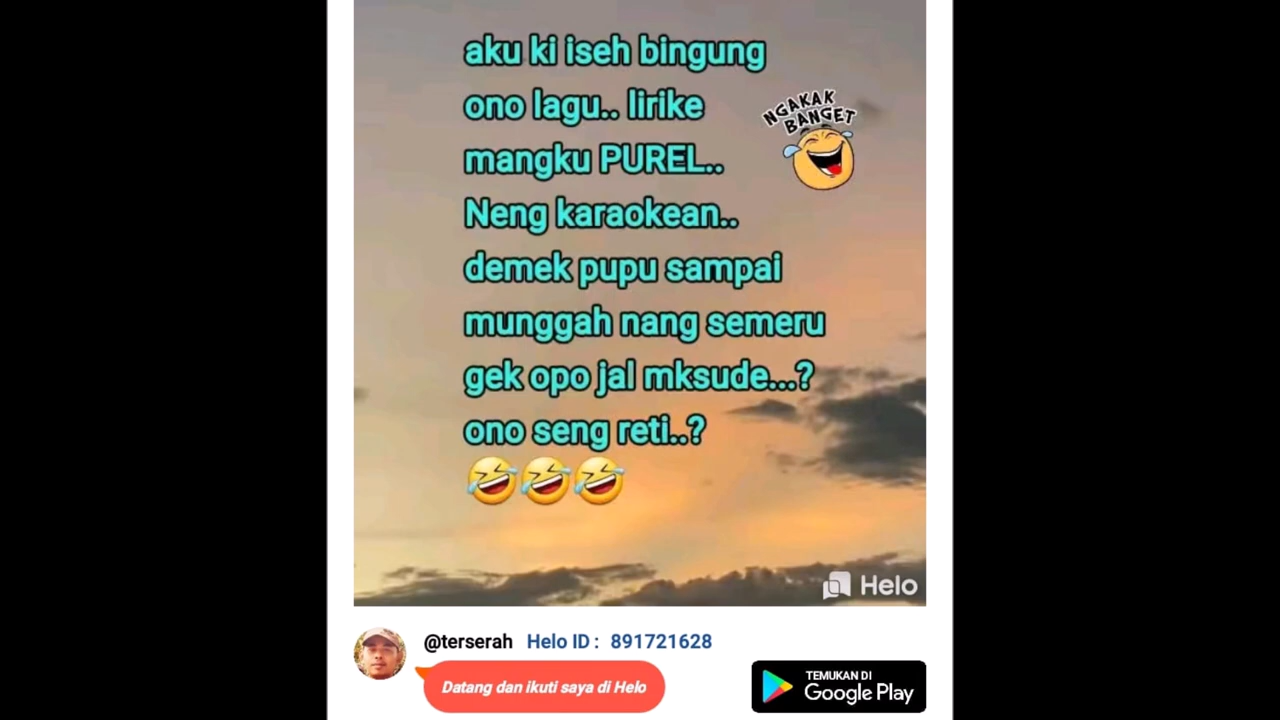 aku ki iseh bingung
ono lagu.. lirike
NGAKAK
BANGET
mangku PUREL..
Neng karaokean..
demek pupu sampai
munggah nang semeru
gek opo jal mksude...?
ono seng reti..?
🤣🤣🤣
Helo
@terserah Helo ID : 891721628
Datang dan ikuti saya di Helo
TEMUKAN DI
Google Play